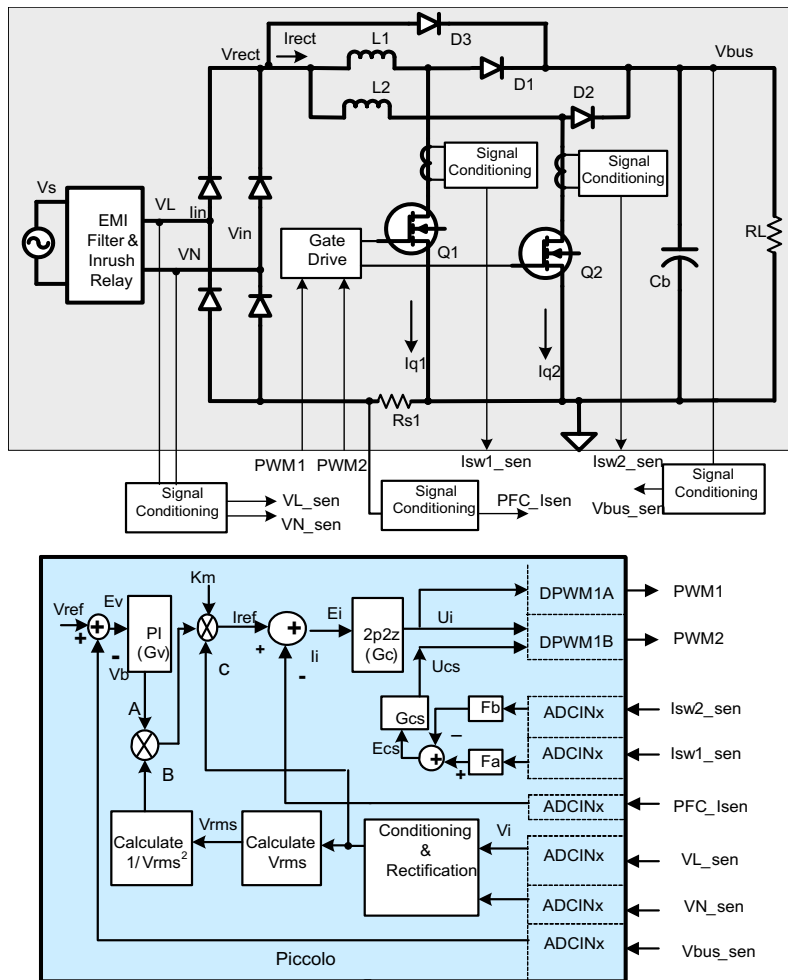 L1
D3
Irect
Vrect
Vbus
D1
L2
D2
Signal
Conditioning
Signal
Conditioning
Vs
VL
Iin
EMI
Filter &
Inrush
Relay
Vin
VN
Gate
Drive
Q1
Q2
RL
Cb
Iq1
Iq2
Rs1
PWM1
PWM2
Isw1_sen
Isw2_sen
Signal
Conditioning
VL_sen
VN_sen
Signal
Conditioning
PFC_Isen
Signal
Conditioning
Vbus_sen
Km
Vref
Ev
PI
(Gv)
Iref
Ei
2p2z
(Gc)
Ui
DPWM1A
PWM1
DPWM1B
PWM2
+
+
-
Vb
+
+
-
Ii
C
Ucs
A
B
Gcs
Fb
ADCINx
Isw2_sen
Ecs
−
+
+
Fa
ADCINx
Isw1_sen
ADCINx
PFC_Isen
Calculate
1/ Vrms²
Vrms
Calculate
Vrms
Conditioning
&
Rectification
Vi
ADCINx
VL_sen
ADCINx
VN_sen
ADCINx
Vbus_sen
Piccolo